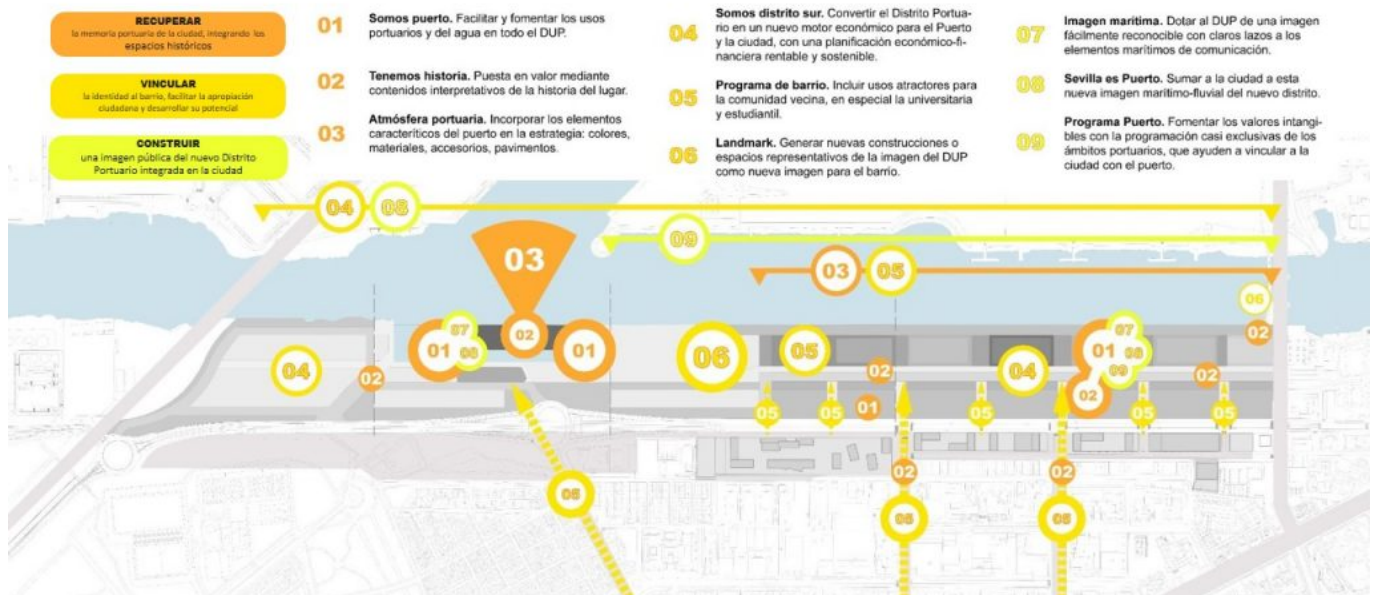 RECUPERAR
la memoria portuaria de la ciudad, integrando los
espacios históricos
VINCULAR
la identidad al barrio, facilitar la apropiación
ciudadana y desarrollar su potencial
CONSTRUIR
una imagen pública del nuevo Distrito
Portuario integrada en la ciudad
01
Somos puerto. Facilitar y fomentar los usos
portuarios y del agua en todo el DUP.
02
Tenemos historia. Puesta en valor mediante
contenidos interpretativos de la historia del lugar.
03
Atmósfera portuaria. Incorporar los elementos
caracteríticos del puerto en la estrategia: colores,
materiales, accesorios, pavimentos.
04
Somos distrito sur. Convertir el Distrito Portua-
rio en un nuevo motor económico para el Puerto
y la ciudad, con una planificación económico-fi-
nanciera rentable y sostenible.
05
Programa de barrio. Incluir usos atractores para
la comunidad vecina, en especial la universitaria
y estudiantil.
06
Landmark. Generar nuevas construcciones o
espacios representativos de la imagen del DUP
como nueva imagen para el barrio.
07
Imagen marítima. Dotar al DUP de una imagen
fácilmente reconocible con claros lazos a los
elementos marítimos de comunicación.
08
Sevilla es Puerto. Sumar a la ciudad a esta
nueva imagen marítimo-fluvial del nuevo distrito.
09
Programa Puerto. Fomentar los valores intangi-
bles con la programación casi exclusivas de los
ámbitos portuarios, que ayuden a vincular a la
ciudad con el puerto.
04 08
09
03
03 05
06
07
02
07
02
01 08
01
06
05
01 08
04
02
02
04
09
02
02
05 05
01
05
05 05
02
02
05
05
05